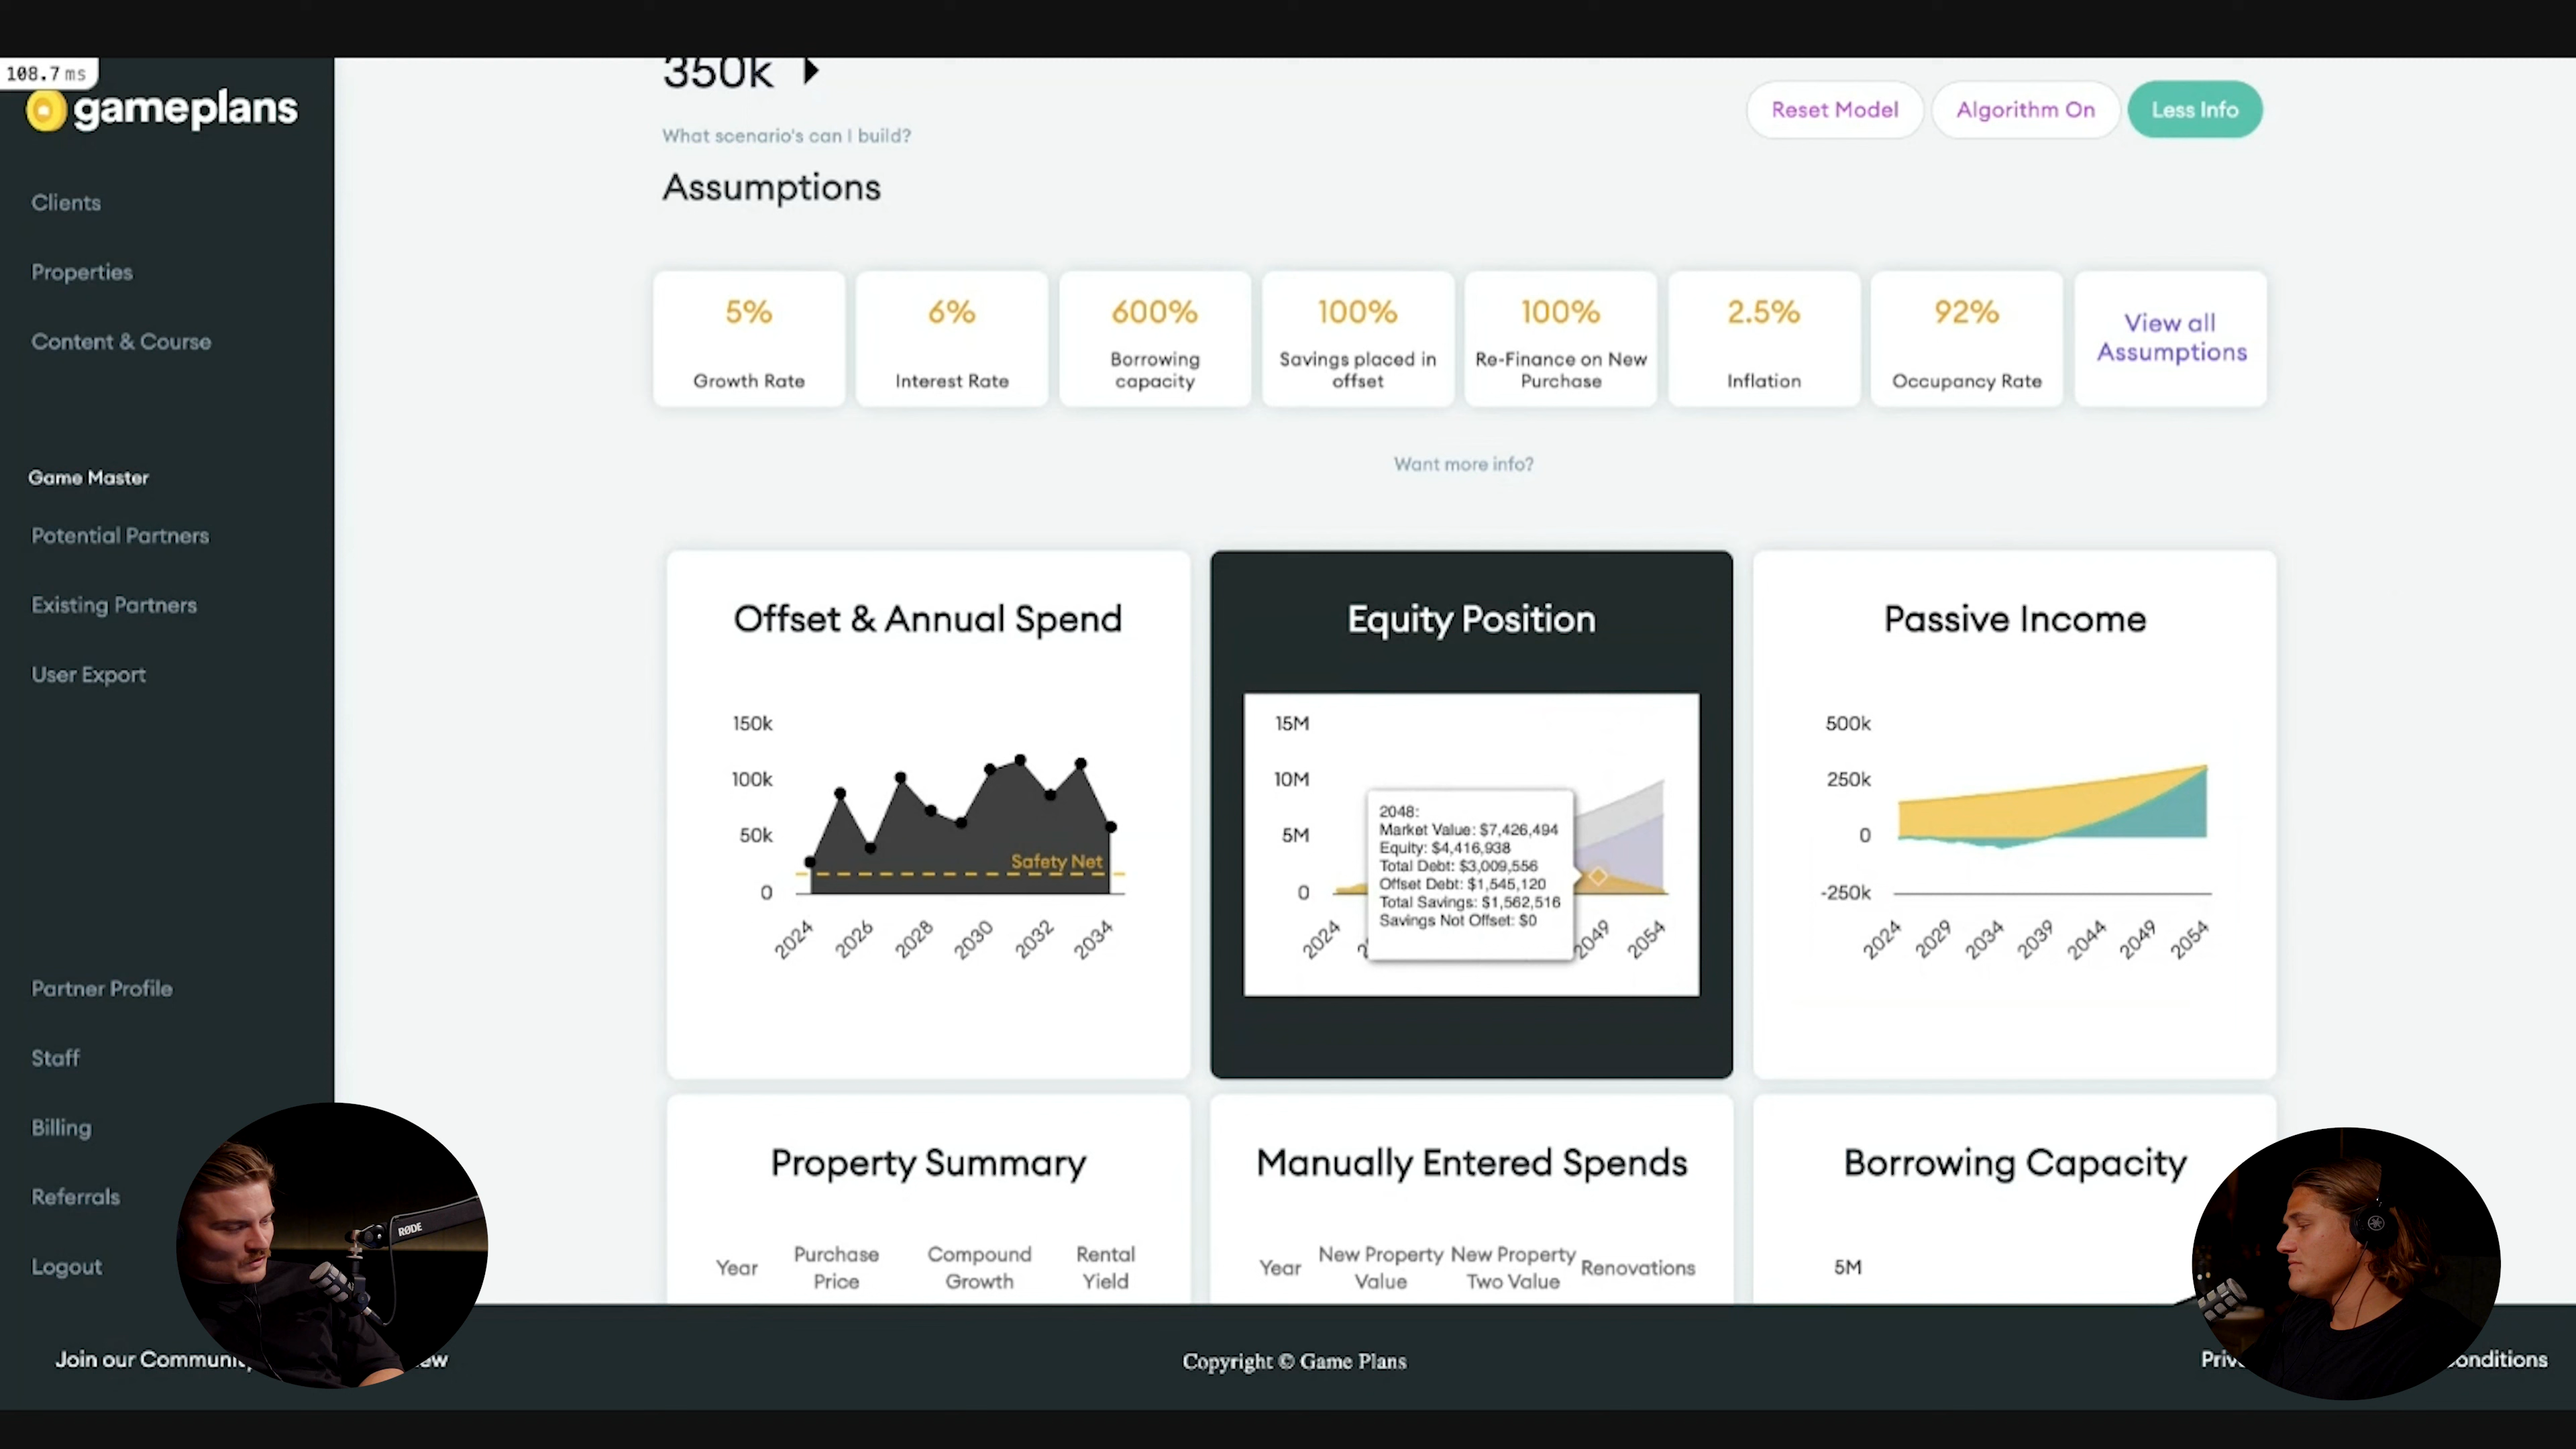 108.7 ms
gameplans
Clients
Properties
Content & Course
Game Master
Potential Partners
Existing Partners
User Export
Partner Profile
Staff
Billing
Referrals
Logout
350k
What scenario's can I build?
Reset Model
Algorithm On
Less Info
Assumptions
5%
Growth Rate
6%
Interest Rate
600%
Borrowing
capacity
100%
Savings placed in
offset
100%
Re-Finance on New
Purchase
2.5%
Inflation
92%
Occupancy Rate
View all
Assumptions
Want more info?
Offset & Annual Spend
150k
100k
50k
0
Safety Net
2024
2026
2028
2030
2032
2034
Equity Position
15M
10M
5M
0
2048:
Market Value: $7,426,494
Equity: $4,416,938
Total Debt: $3,009,556
Offset Debt: $1,545,120
Total Savings: $1,562,516
Savings Not Offset: $0
2024
2049
2054
Passive Income
500k
250k
0
-250k
2024
2029
2034
2039
2044
2049
2054
Property Summary
Year
Purchase
Price
Compound
Growth
Rental
Yield
Manually Entered Spends
Year
New Property
Value
New Property
Two Value
Renovations
Borrowing Capacity
5M
RØDE
Join our
Copyright © Game Plans